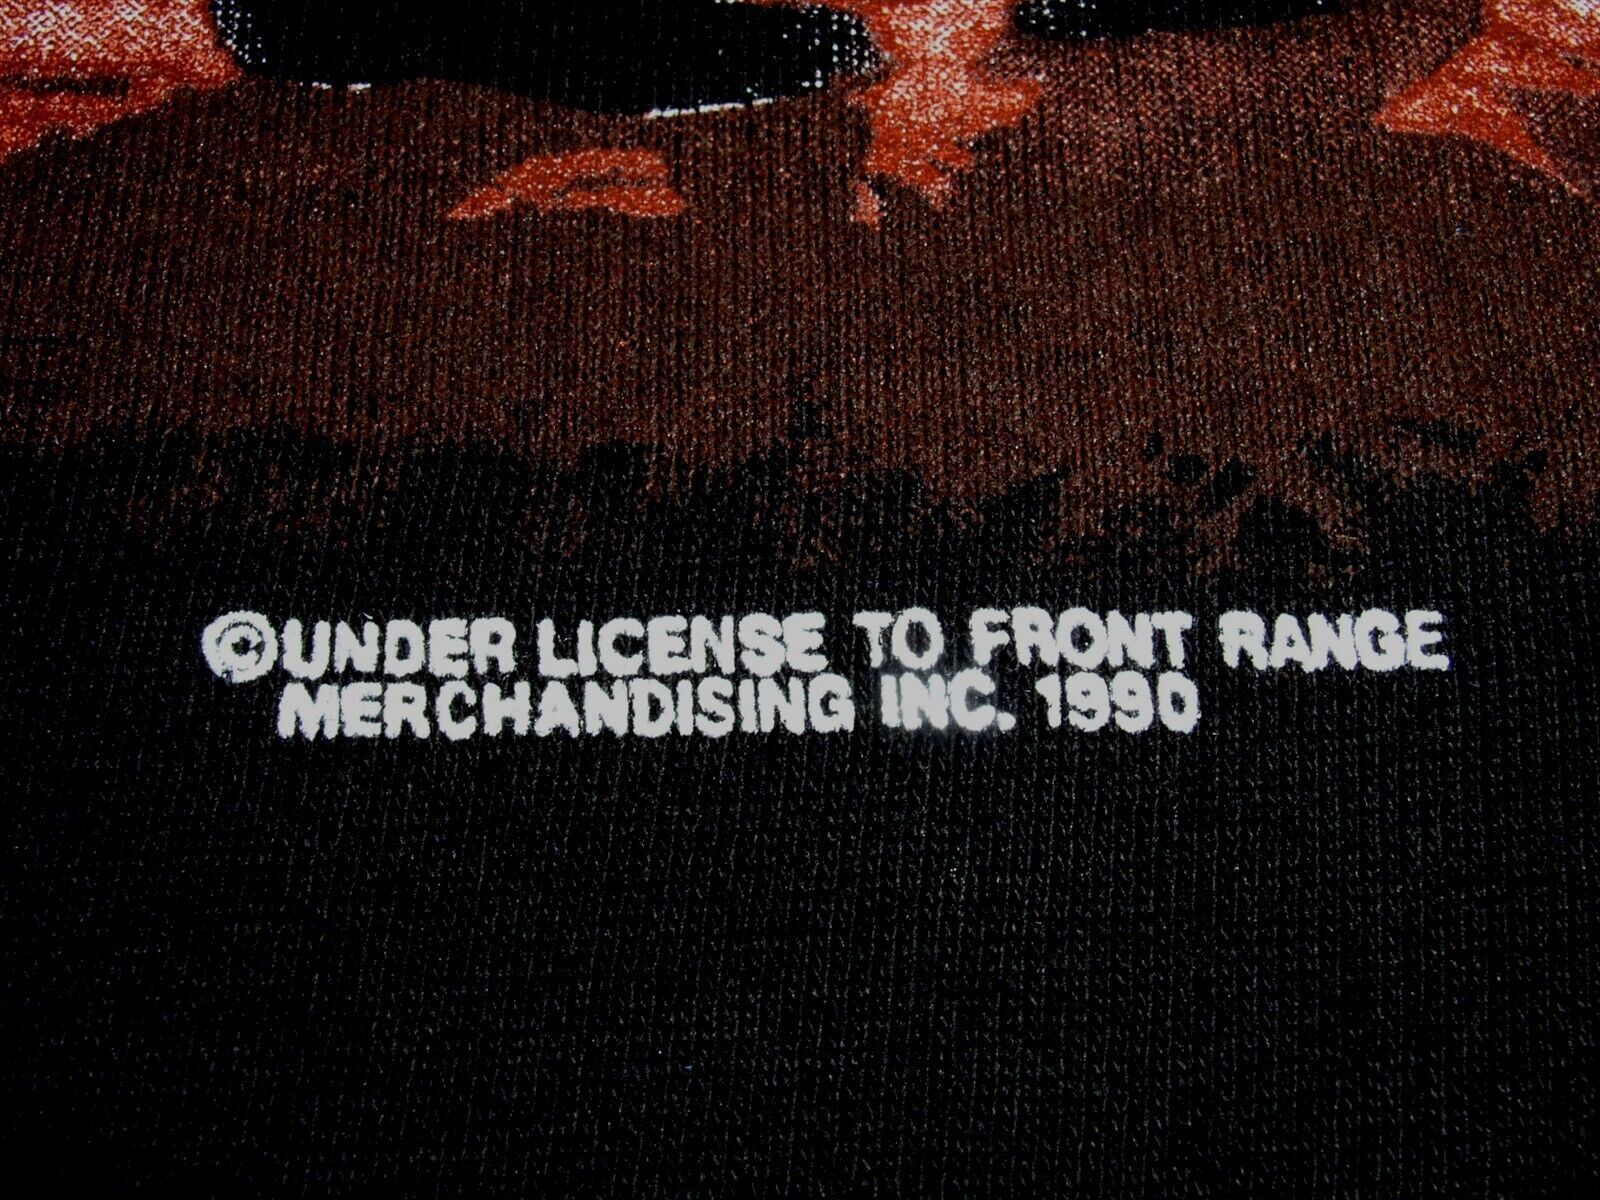 ©UNDER LICENSE TO FRONT RANGE
MERCHANDISING INC. 1990